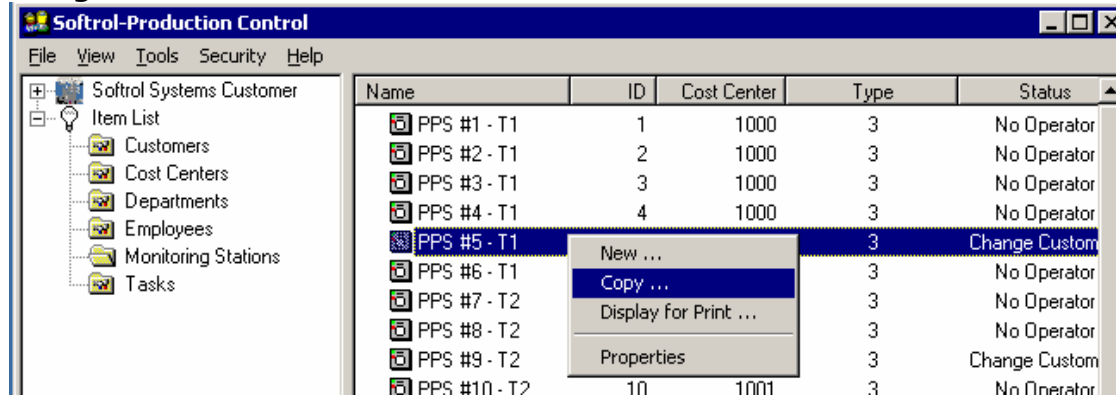 Softrol-Production Control
File View Tools Security Help
Softrol Systems Customer
Item List
Customers
Cost Centers
Departments
Employees
Monitoring Stations
Tasks
Name ID Cost Center Type Status
PPS #1 - T1 1 1000 3 No Operator
PPS #2 - T1 2 1000 3 No Operator
PPS #3 - T1 3 1000 3 No Operator
PPS #4 - T1 4 1000 3 No Operator
PPS #5 - T1 3 Change Custom
PPS #6 - T1 3 No Operator
PPS #7 - T2 3 No Operator
PPS #8 - T2 3 No Operator
PPS #9 - T2 3 Change Custom
PPS #10 - T2 10 1001 3 No Operator
New ...
Copy ...
Display for Print ...
Properties